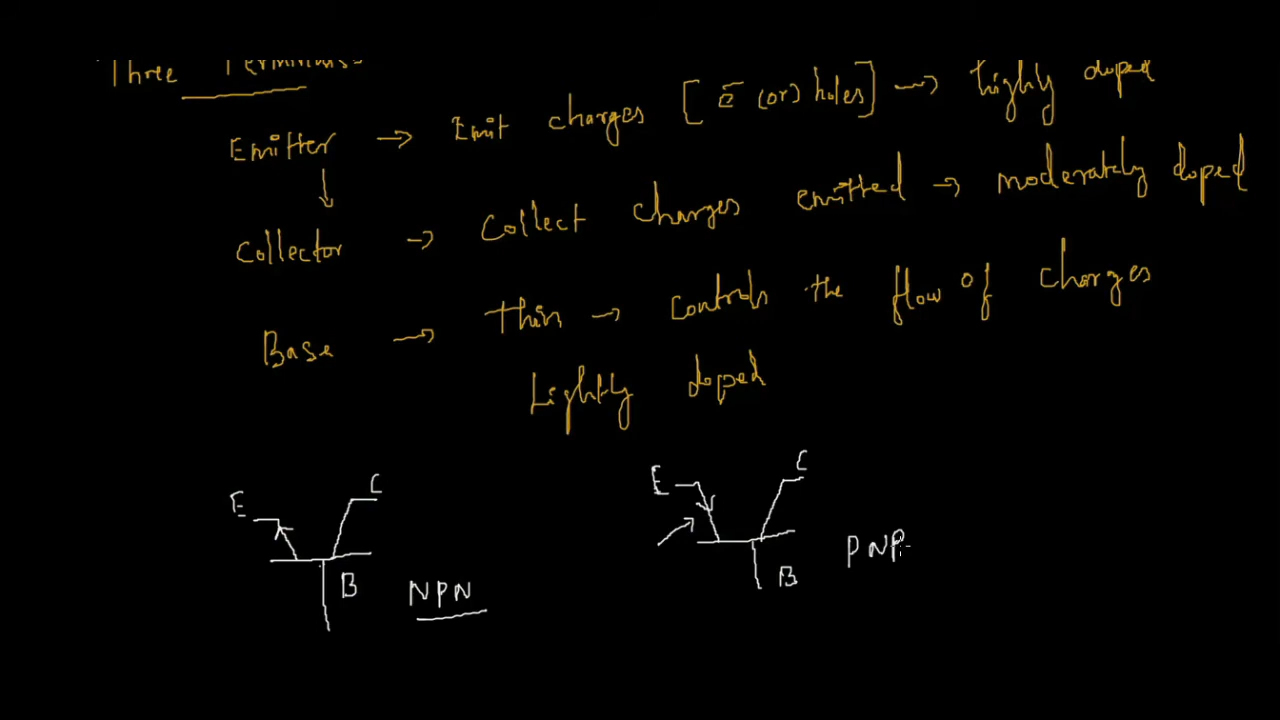 Three Terminals
Emitter → Emit charges [ē (or) holes] → highly doped
↓
Collector → Collect charges emitted → moderately doped
Base → Thin → controls the flow of charges
Lightly doped
E C
B NPN
E C
B PNP